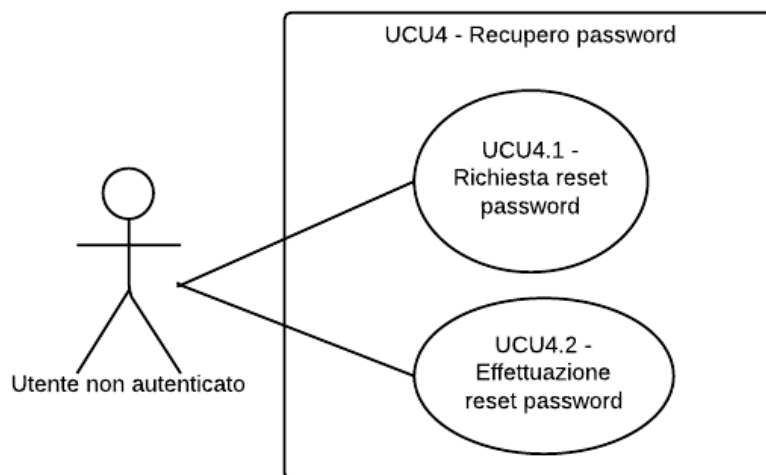 UCU4 - Recupero password
UCU4.1 -
Richiesta reset
password
UCU4.2 -
Effettuazione
reset password
Utente non autenticato